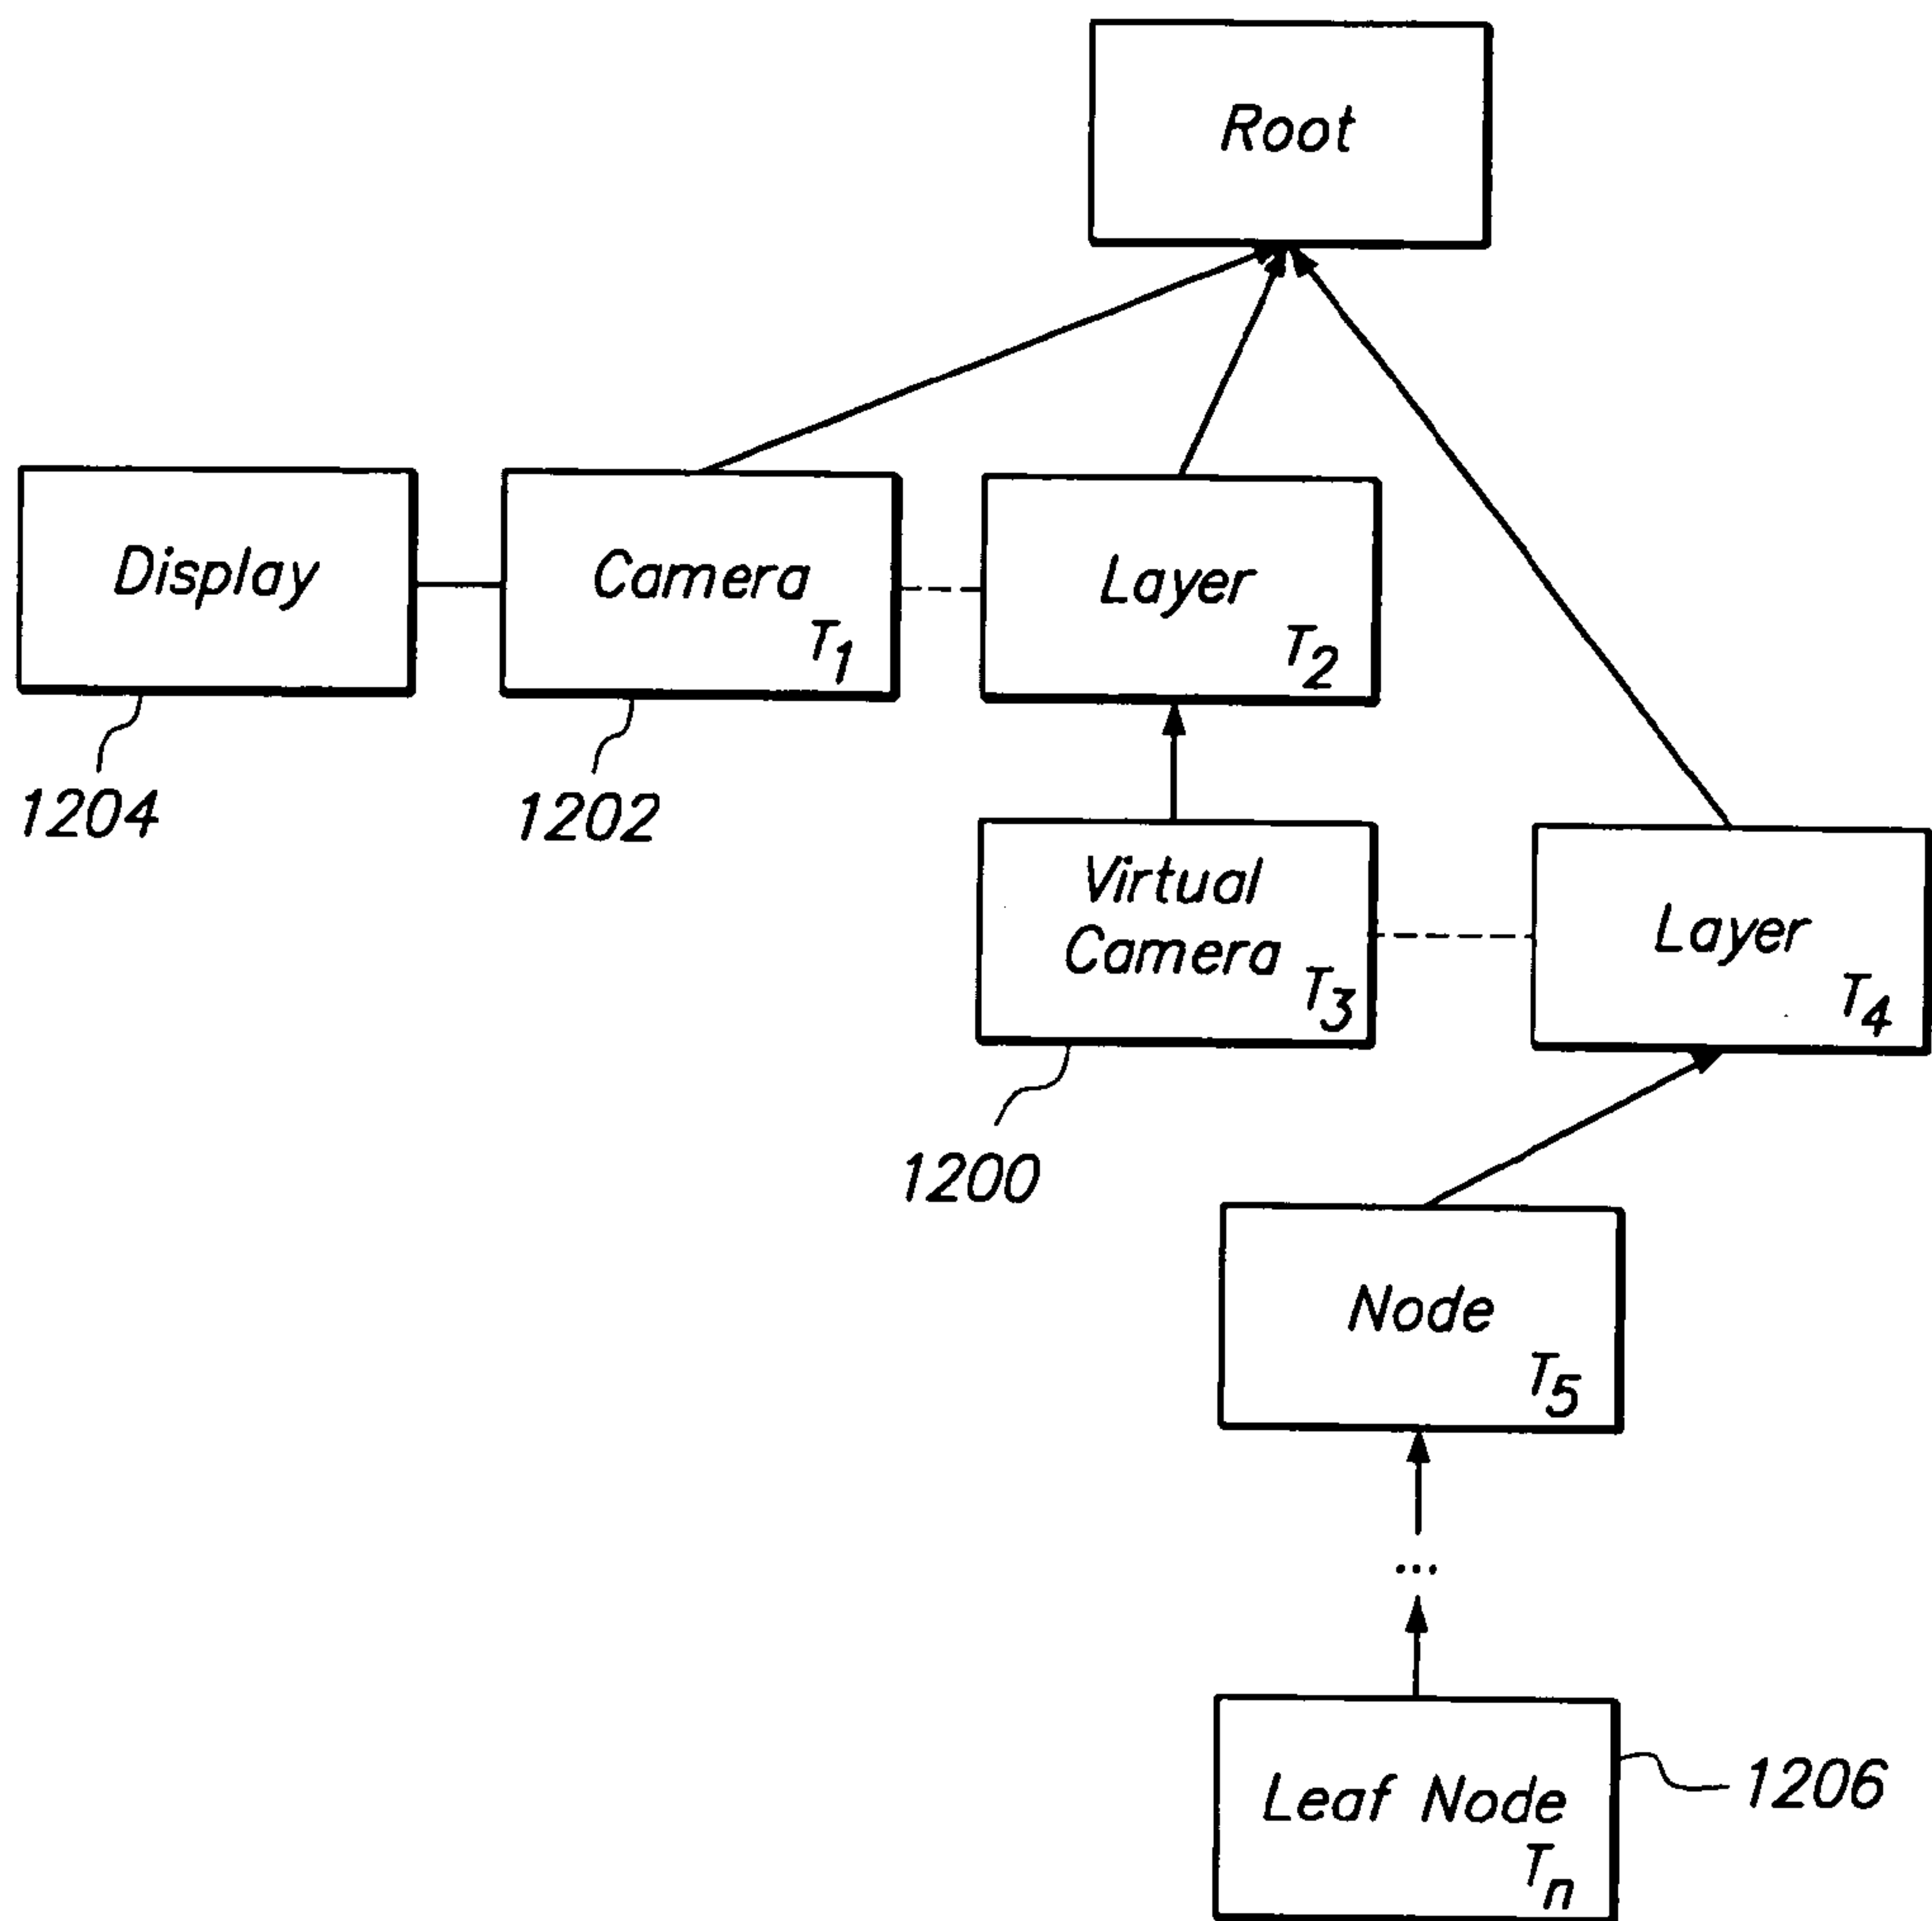 Root
Display
Camera
T1
Layer
T2
1204
1202
Virtual
Camera
T3
Layer
T4
1200
Node
T5
...
Leaf Node
Tn
1206